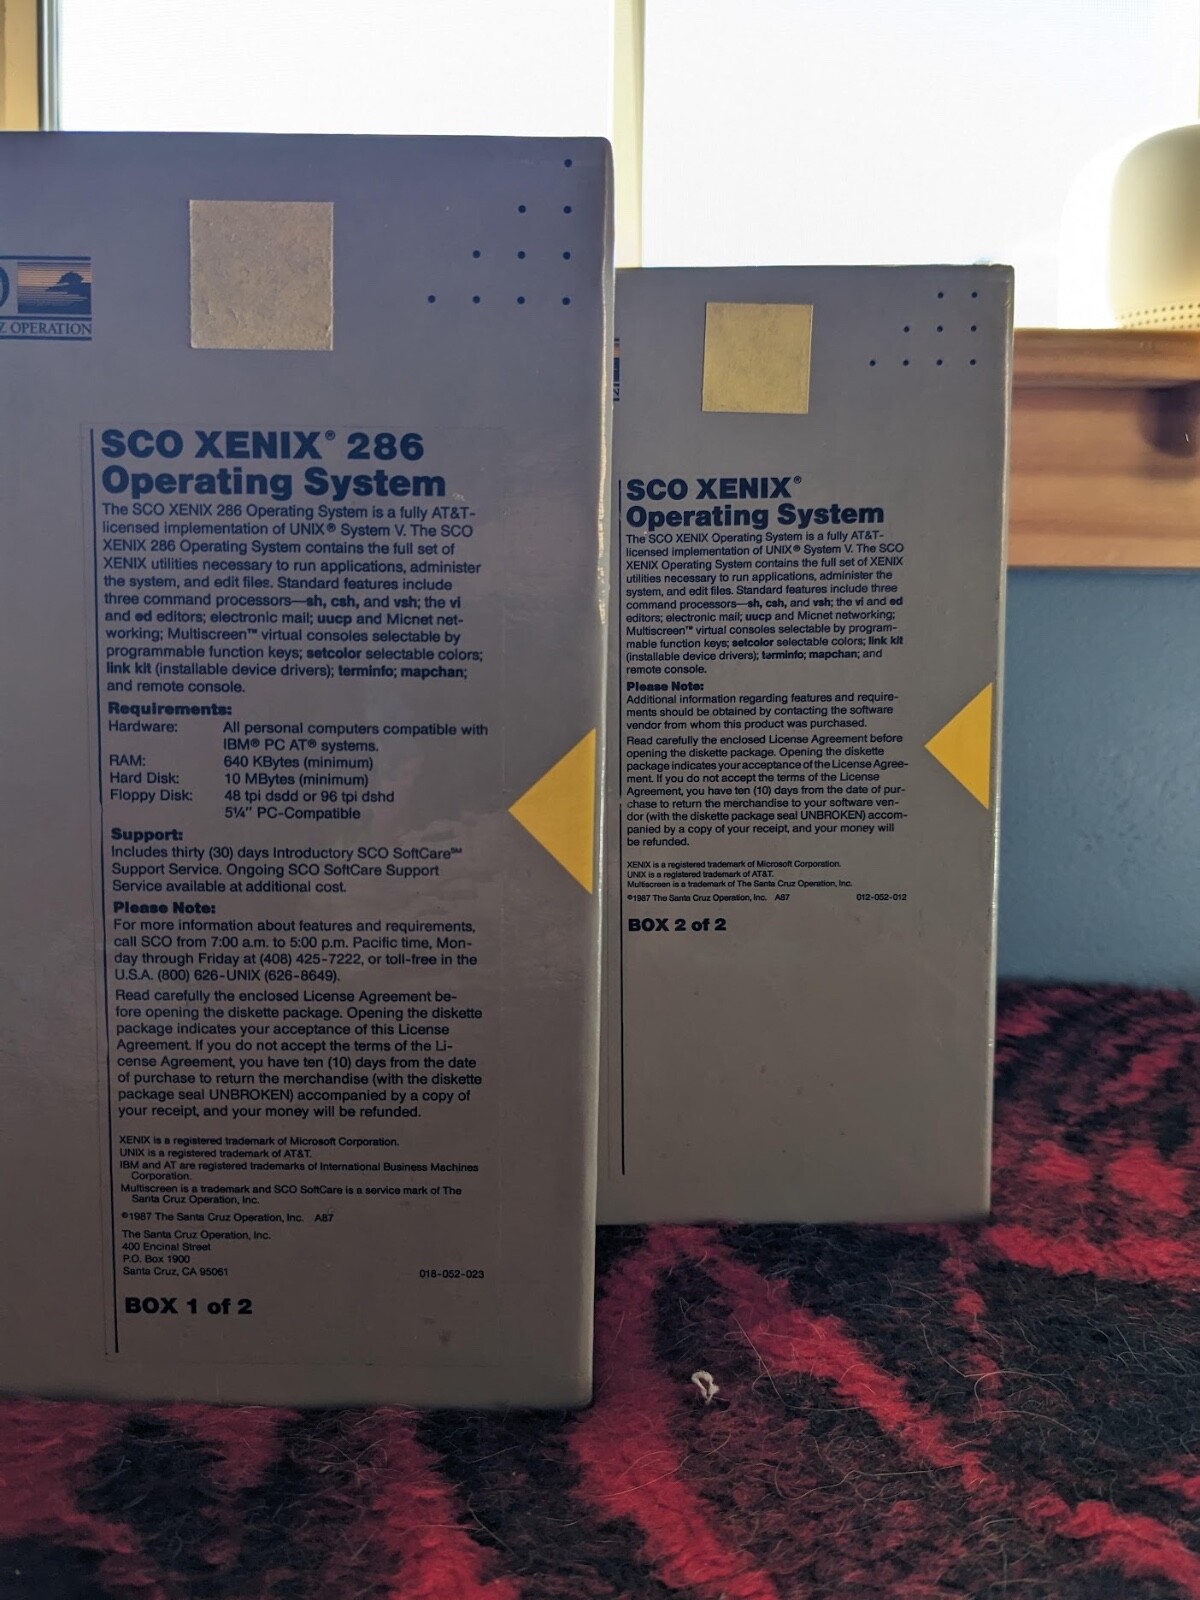 Z OPERATION
SCO XENIX® 286
Operating System
The SCO XENIX 286 Operating System is a fully AT&T-
licensed implementation of UNIX® System V. The SCO
XENIX 286 Operating System contains the full set of
XENIX utilities necessary to run applications, administer
the system, and edit files. Standard features include
three command processors—sh, csh, and vsh; the vi
and ed editors; electronic mail; uucp and Micnet net-
working; Multiscreen™ virtual consoles selectable by
programmable function keys; setcolor selectable colors;
link kit (installable device drivers); terminfo; mapchan;
and remote console.
Requirements:
Hardware: All personal computers compatible with
IBM® PC AT® systems.
RAM: 640 KBytes (minimum)
Hard Disk: 10 MBytes (minimum)
Floppy Disk: 48 tpi dsdd or 96 tpi dshd
5¼" PC-Compatible
Support:
Includes thirty (30) days Introductory SCO SoftCare℠
Support Service. Ongoing SCO SoftCare Support
Service available at additional cost.
Please Note:
For more information about features and requirements,
call SCO from 7:00 a.m. to 5:00 p.m. Pacific time, Mon-
day through Friday at (408) 425-7222, or toll-free in the
U.S.A. (800) 626-UNIX (626-8649).
Read carefully the enclosed License Agreement be-
fore opening the diskette package. Opening the diskette
package indicates your acceptance of this License
Agreement. If you do not accept the terms of the Li-
cense Agreement, you have ten (10) days from the date
of purchase to return the merchandise (with the diskette
package seal UNBROKEN) accompanied by a copy of
your receipt, and your money will be refunded.
XENIX is a registered trademark of Microsoft Corporation.
UNIX is a registered trademark of AT&T.
IBM and AT are registered trademarks of International Business Machines
Corporation.
Multiscreen is a trademark and SCO SoftCare is a service mark of The
Santa Cruz Operation, Inc.
©1987 The Santa Cruz Operation, Inc. A87
The Santa Cruz Operation, Inc.
400 Encinal Street
P.O. Box 1900
Santa Cruz, CA 95061 018-052-023
BOX 1 of 2
SCO XENIX®
Operating System
The SCO XENIX Operating System is a fully AT&T-
licensed implementation of UNIX® System V. The SCO
XENIX Operating System contains the full set of XENIX
utilities necessary to run applications, administer the
system, and edit files. Standard features include three
command processors—sh, csh, and vsh; the vi and ed
editors; electronic mail; uucp and Micnet networking;
Multiscreen™ virtual consoles selectable by program-
mable function keys; setcolor selectable colors; link kit
(installable device drivers); terminfo; mapchan; and
remote console.
Please Note:
Additional information regarding features and require-
ments should be obtained by contacting the software
vendor from whom this product was purchased.
Read carefully the enclosed License Agreement before
opening the diskette package. Opening the diskette
package indicates your acceptance of the License Agree-
ment. If you do not accept the terms of the License
Agreement, you have ten (10) days from the date of pur-
chase to return the merchandise to your software ven-
dor (with the diskette package seal UNBROKEN) accom-
panied by a copy of your receipt, and your money will
be refunded.
XENIX is a registered trademark of Microsoft Corporation.
UNIX is a registered trademark of AT&T.
Multiscreen is a trademark of The Santa Cruz Operation, Inc.
©1987 The Santa Cruz Operation, Inc. A87 012-052-012
BOX 2 of 2